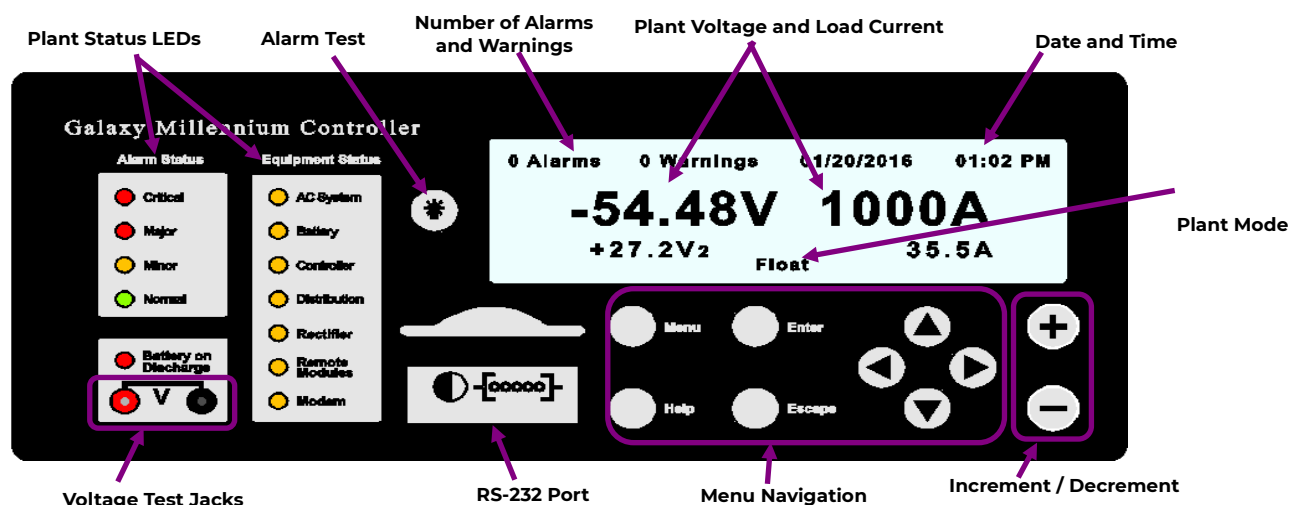 Plant Status LEDs
Alarm Test
Number of Alarms
and Warnings
Plant Voltage and Load Current
Date and Time
Galaxy Millennium Controller
Alarm Status
Equipment Status
Critical
Major
Minor
Normal
Battery on
Discharge
V
AC System
Battery
Controller
Distribution
Rectifier
Remote
Modules
Modem
*
0 Alarms 0 Warnings 01/20/2016 01:02 PM
-54.48V 1000A
+27.2V2 35.5A
Float
Plant Mode
Menu
Enter
Help
Escape
+
−
Voltage Test Jacks
RS-232 Port
Menu Navigation
Increment / Decrement